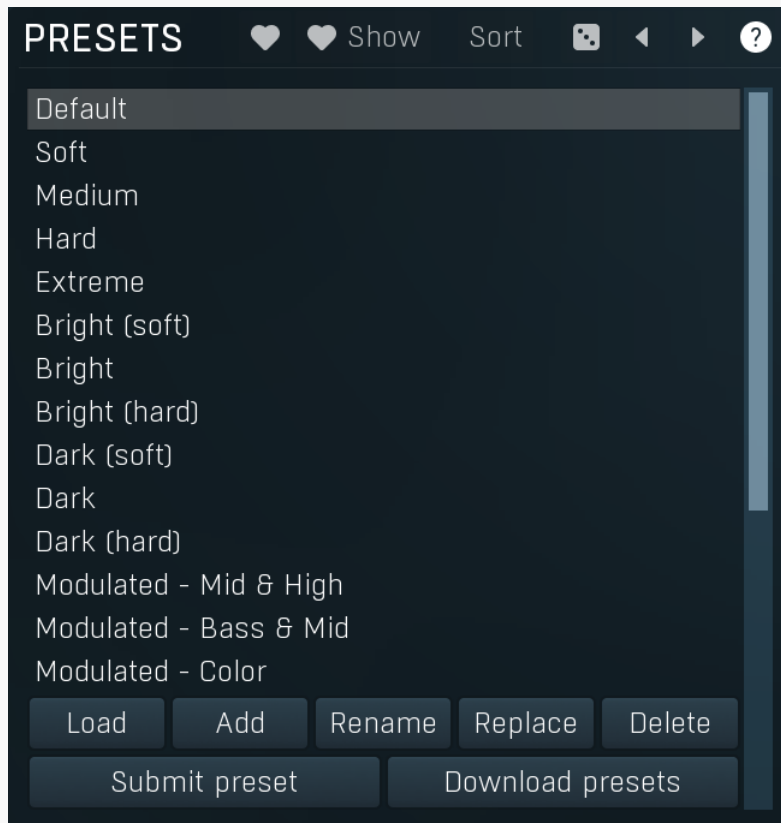 PRESETS Show Sort ?
Default
Soft
Medium
Hard
Extreme
Bright (soft)
Bright
Bright (hard)
Dark (soft)
Dark
Dark (hard)
Modulated - Mid & High
Modulated - Bass & Mid
Modulated - Color
Load Add Rename Replace Delete
Submit preset Download presets